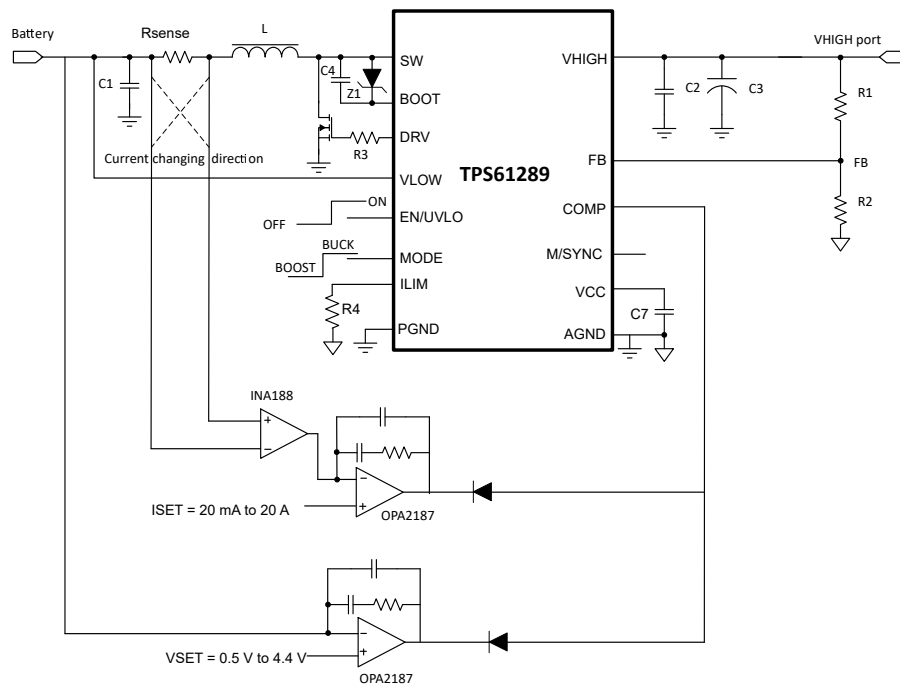 Battery
Rsense
L
VHIGH port
C1
C4
Z1
SW
BOOT
DRV
R3
VLOW
EN/UVLO
MODE
ILIM
PGND
TPS61289
VHIGH
FB
COMP
M/SYNC
VCC
AGND
C2
C3
R1
FB
R2
C7
Current changing direction
ON
OFF
BUCK
BOOST
R4
INA188
+
−
−
+
ISET = 20 mA to 20 A
OPA2187
−
+
VSET = 0.5 V to 4.4 V
OPA2187